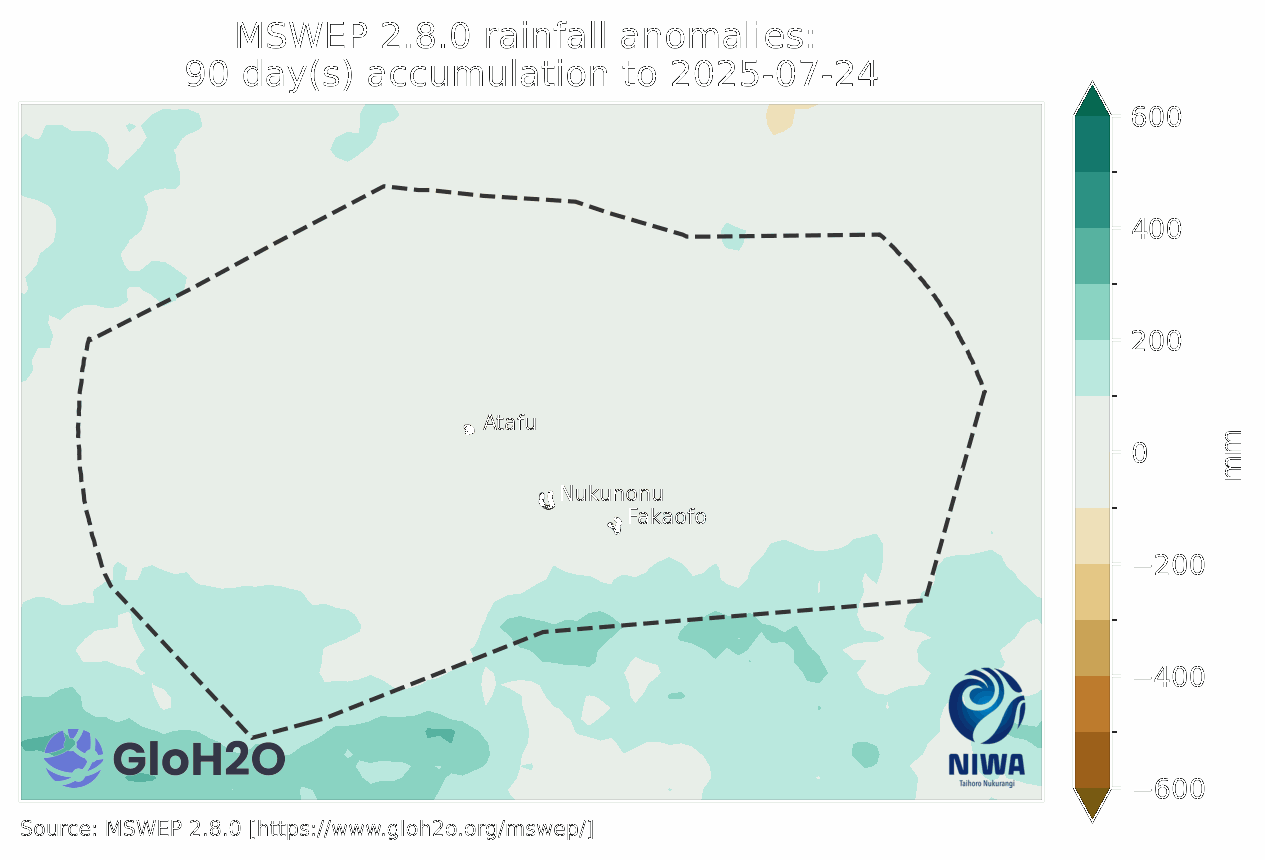 MSWEP 2.8.0 rainfall anomalies:
90 day(s) accumulation to 2025-07-24
600
400
200
0
−200
−400
−600
mm
Atafu
Nukunonu
Fakaofo
GloH2O
NIWA
Taihoro Nukurangi
Source: MSWEP 2.8.0 [https://www.gloh2o.org/mswep/]